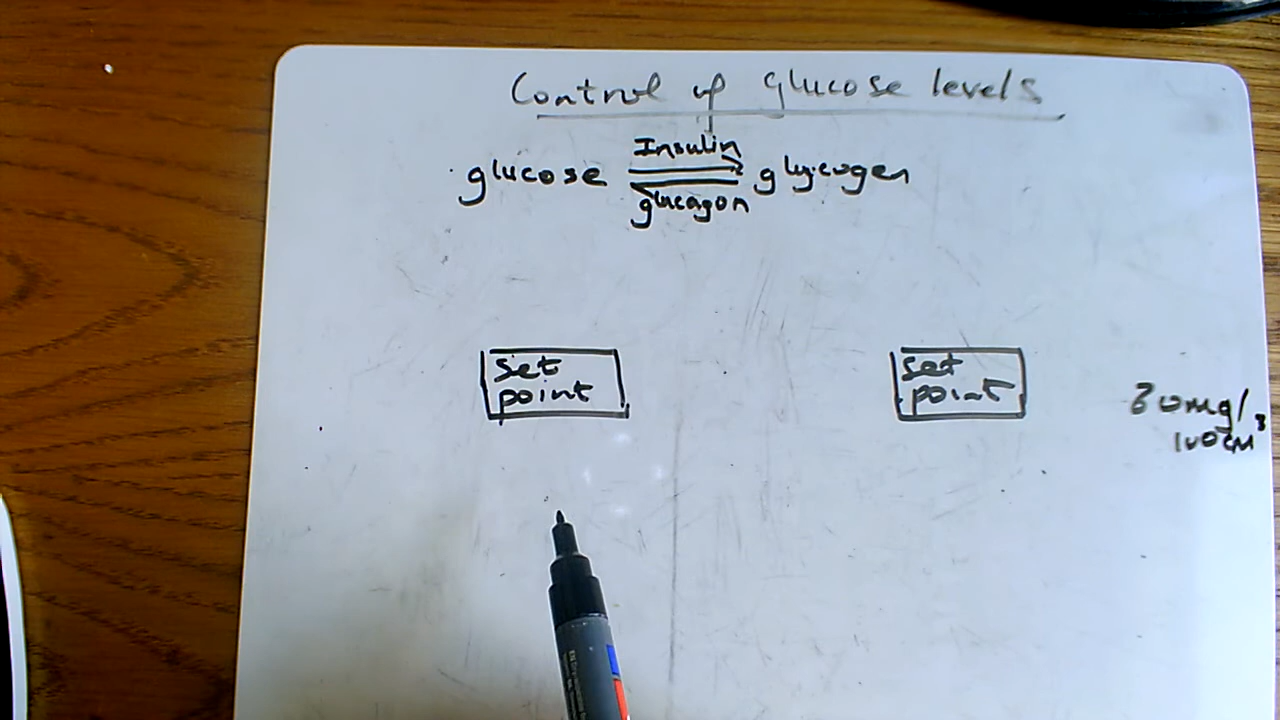 Control of Glucose levels
glucose Insulin glycogen
glucagon
set
point
set
point
80mg/
100cm³